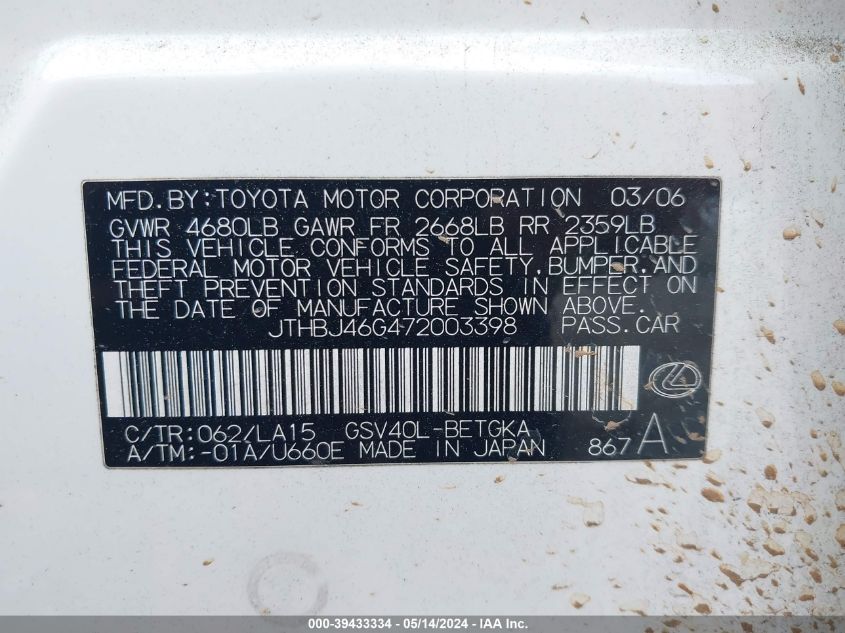 MFD.BY:TOYOTA MOTOR CORPORATION 03/06
GVWR 4680LB GAWR FR 2668LB RR 2359LB
THIS VEHICLE CONFORMS TO ALL APPLICABLE
FEDERAL MOTOR VEHICLE SAFETY,BUMPER,AND
THEFT PREVENTION STANDARDS IN EFFECT ON
THE DATE OF MANUFACTURE SHOWN ABOVE.
JTHBJ46G472003398 PASS.CAR
C/TR:062/LA15 GSV40L-BETGKA
A/TM:-01A/U660E MADE IN JAPAN 867 A
000-39433334 - 05/14/2024 - IAA Inc.